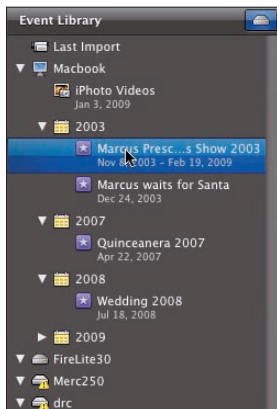 Event Library
Last Import
Macbook
iPhoto Videos
Jan 3, 2009
2003
Marcus Presc...s Show 2003
Nov 8, 2003 – Feb 19, 2009
Marcus waits for Santa
Dec 24, 2003
2007
Quinceanera 2007
Apr 22, 2007
2008
Wedding 2008
Jul 18, 2008
2009
FireLite30
Merc250
drc